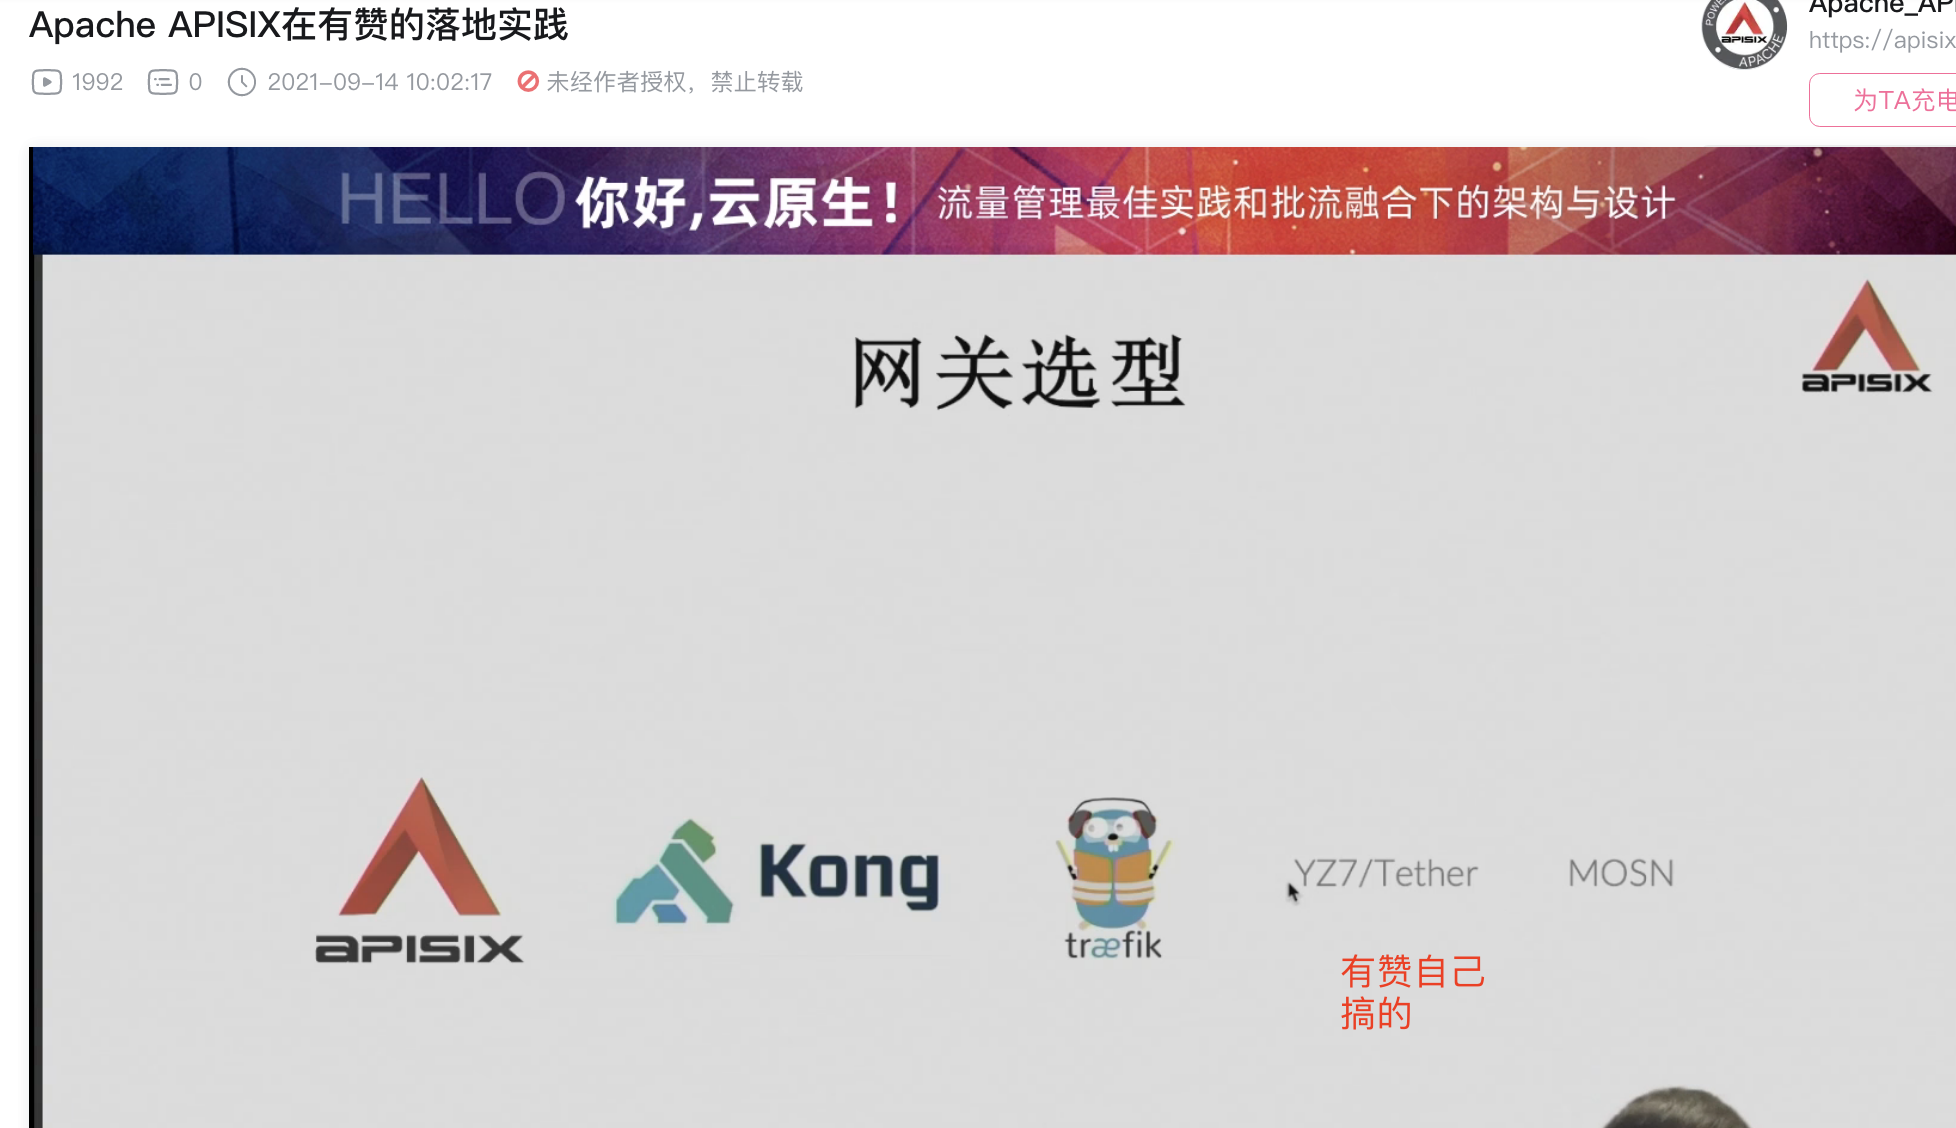 Apache APISIX在有赞的落地实践
1992 0 2021-09-14 10:02:17 未经作者授权，禁止转载
Apache_AP
https://apisix
为TA充电
POWE
APISIX
APACHE
HELLO 你好,云原生! 流量管理最佳实践和批流融合下的架构与设计
APISIX
网关选型
APISIX
Kong
træfik
YZ7/Tether
MOSN
有赞自己
搞的